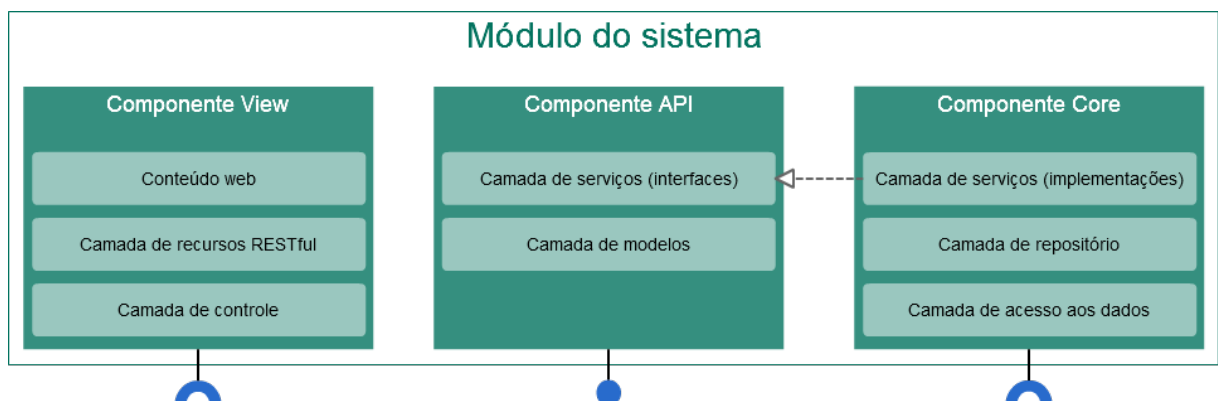 Módulo do sistema
Componente View
Conteúdo web
Camada de recursos RESTful
Camada de controle
Componente API
Camada de serviços (interfaces)
Camada de modelos
Componente Core
Camada de serviços (implementações)
Camada de repositório
Camada de acesso aos dados